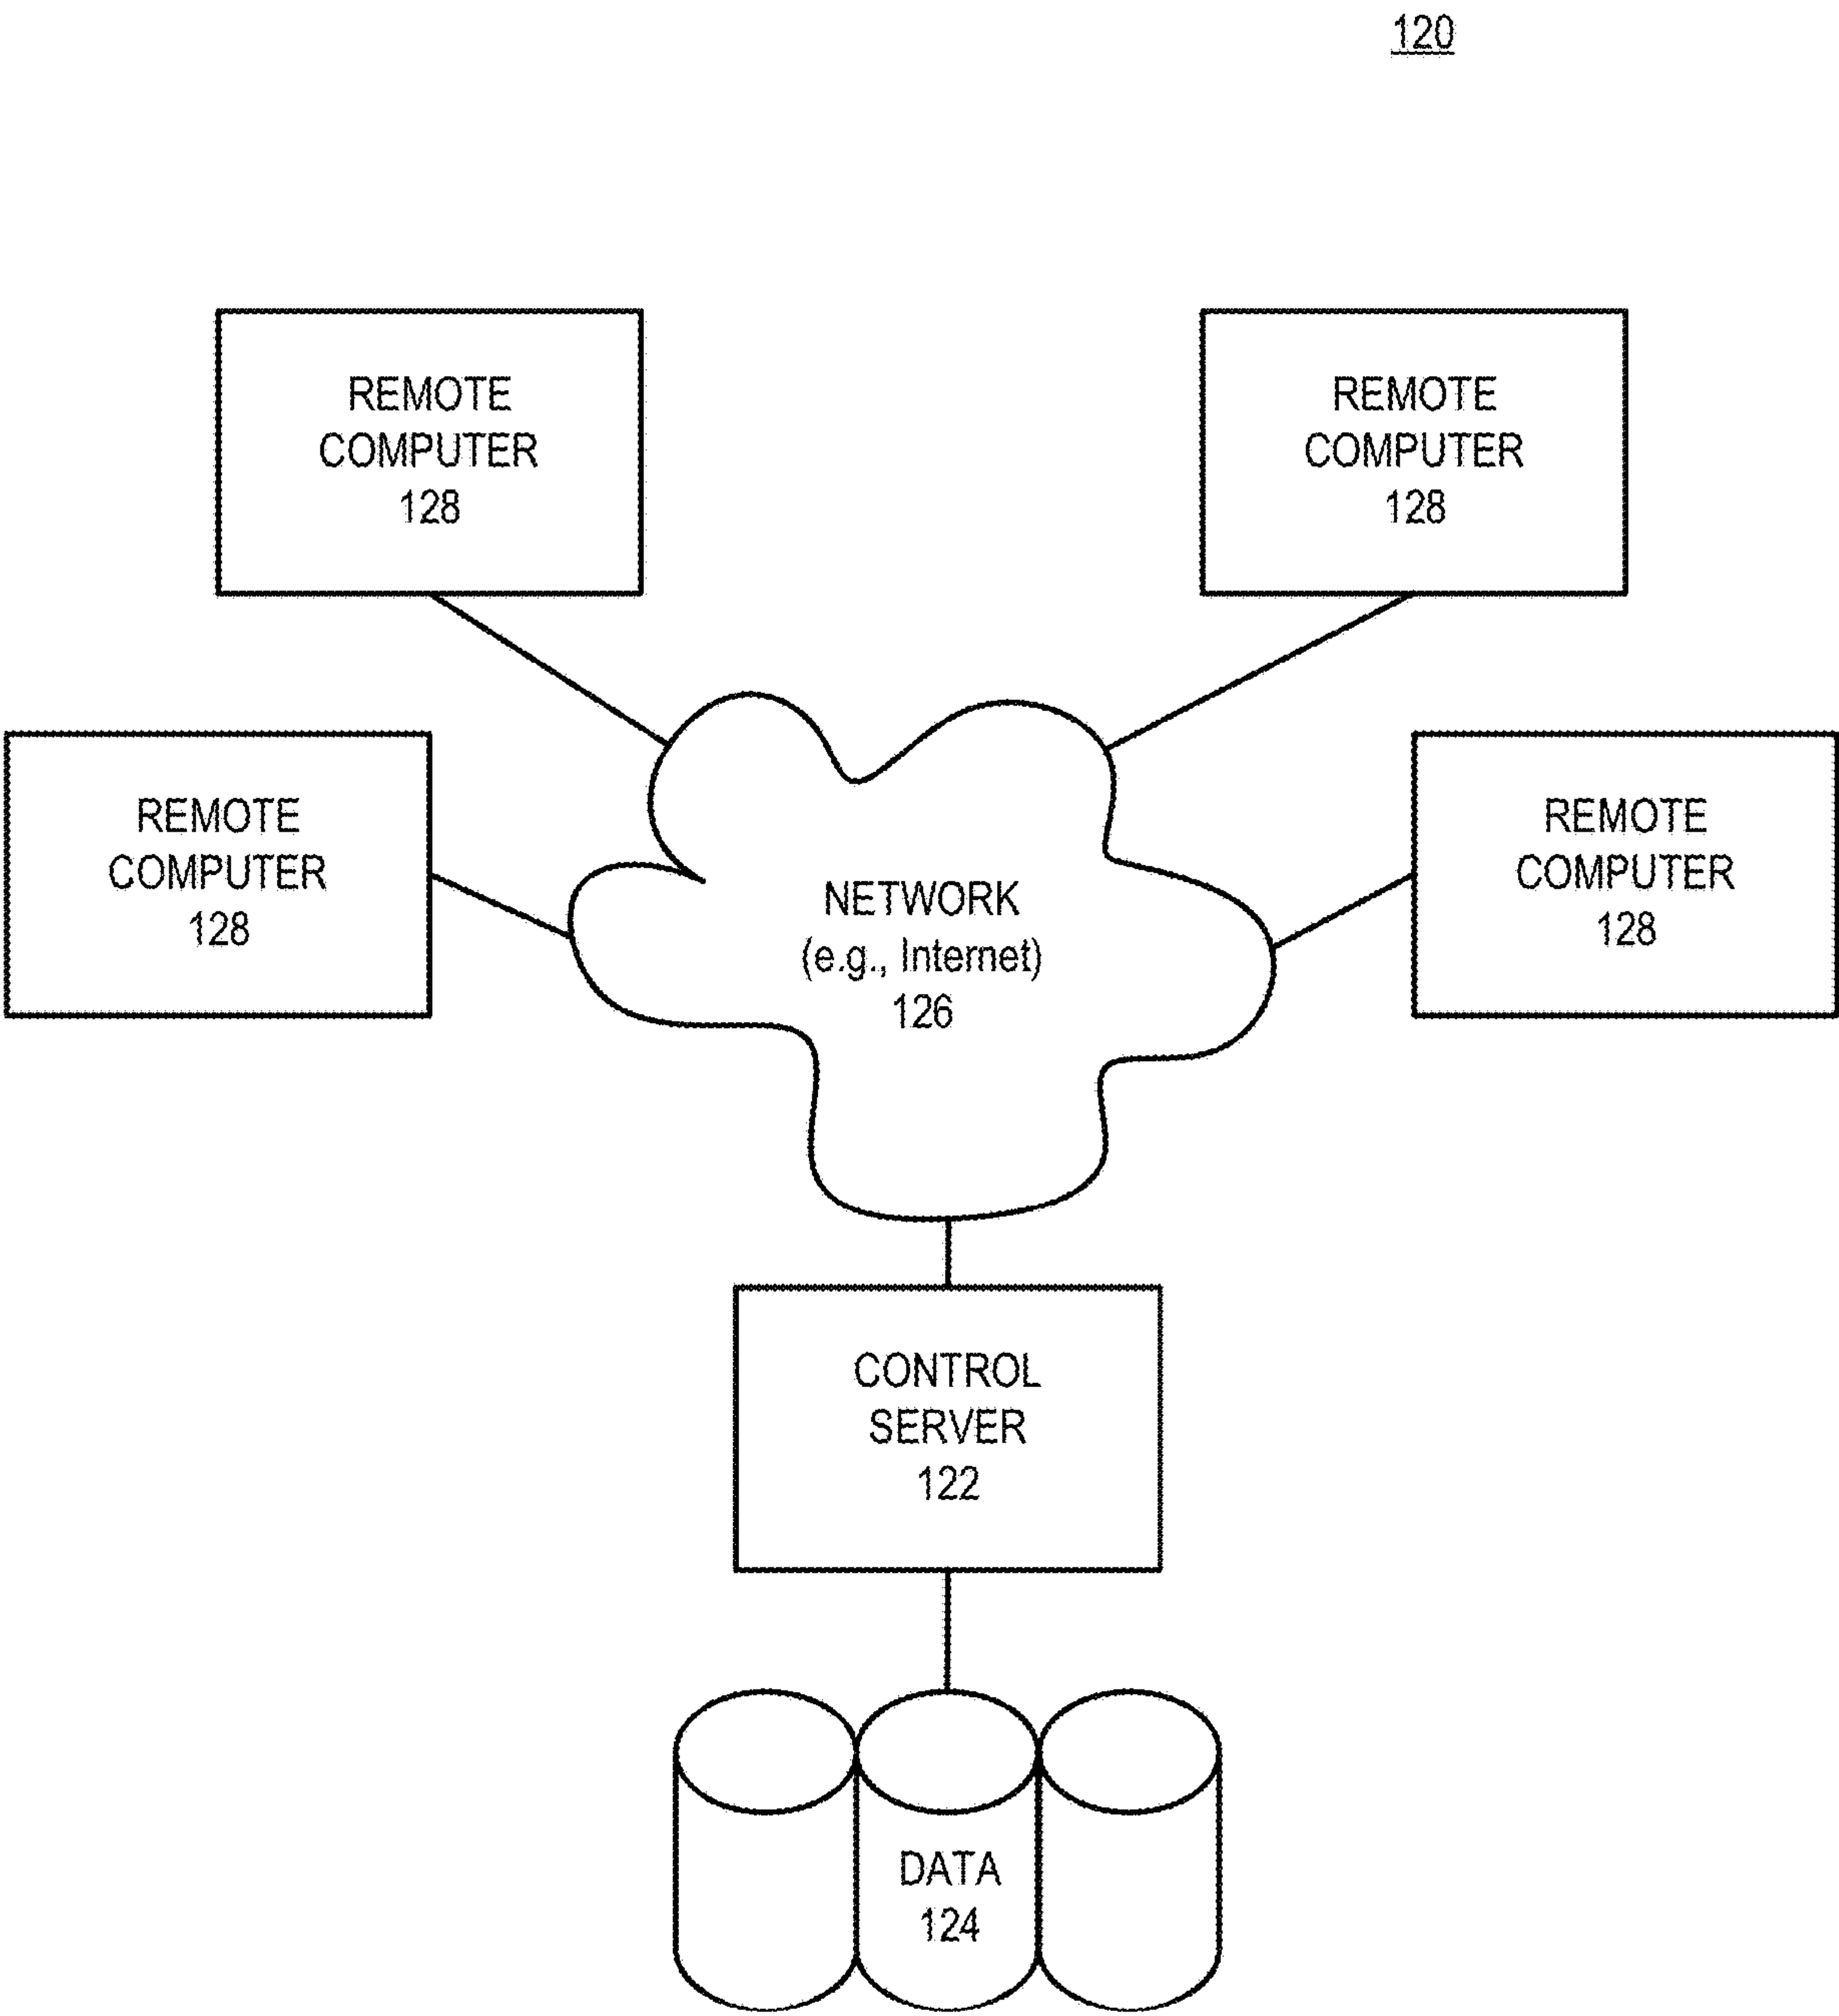 120
REMOTE
COMPUTER
128
REMOTE
COMPUTER
128
REMOTE
COMPUTER
128
REMOTE
COMPUTER
128
NETWORK
(e.g., Internet)
126
CONTROL
SERVER
122
DATA
124